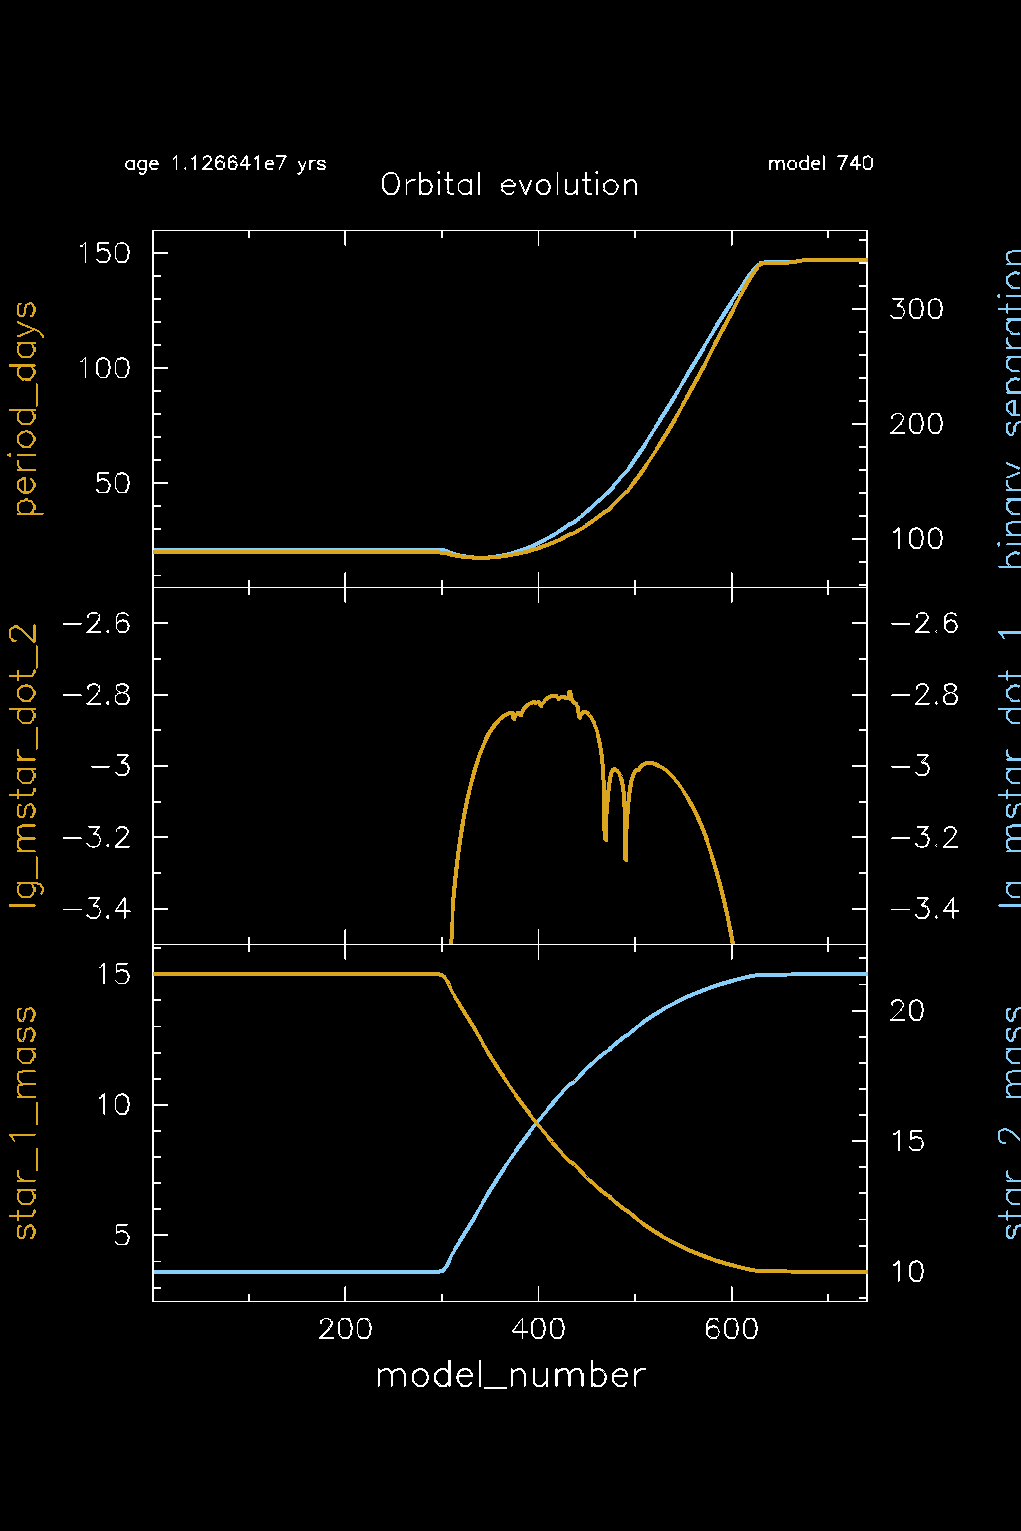 age 1.126641e7 yrs
model 740
Orbital evolution
period_days
150
100
50
300
200
100
binary_separation
lg_mstar_dot_2
−2.6
−2.8
−3
−3.2
−3.4
−2.6
−2.8
−3
−3.2
−3.4
lg_mstar_dot_1
star_1_mass
15
10
5
20
15
10
star_2_mass
200
400
600
model_number